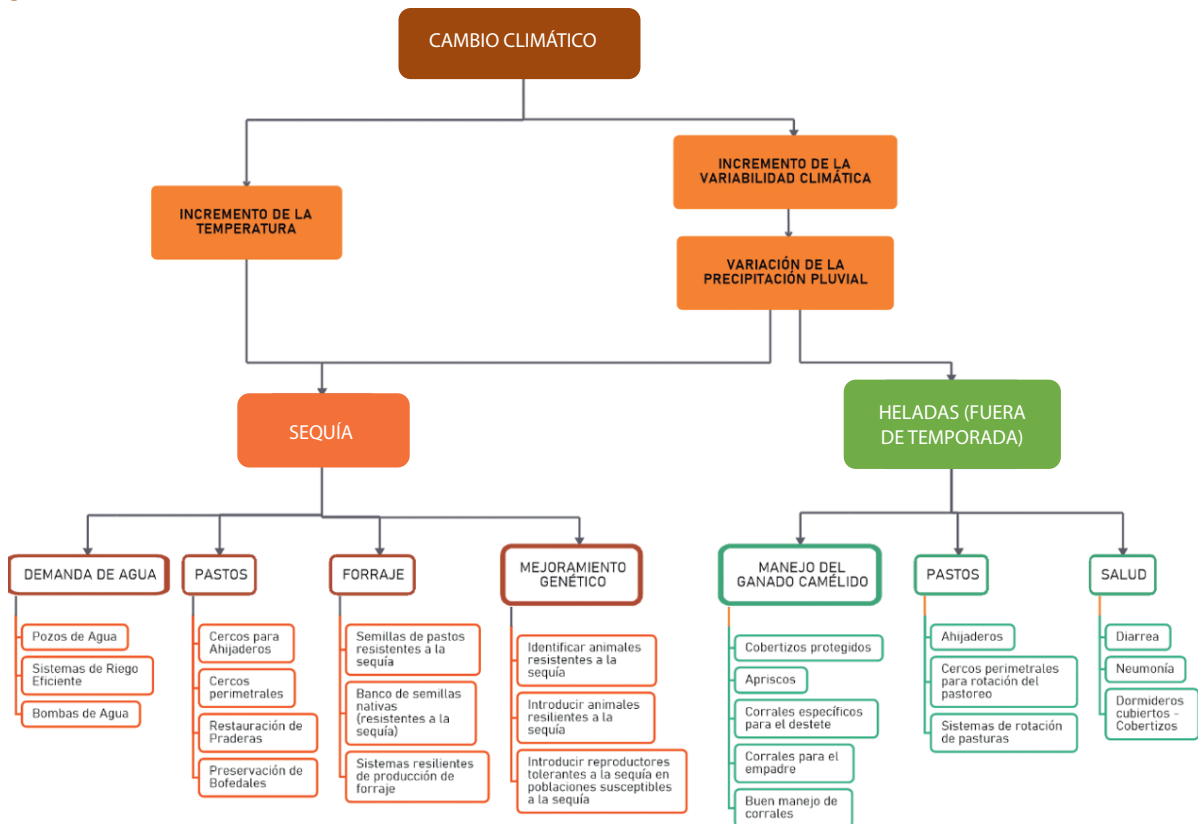 CAMBIO CLIMÁTICO
INCREMENTO DE LA
VARIABILIDAD CLIMÁTICA
INCREMENTO DE LA
TEMPERATURA
VARIACIÓN DE LA
PRECIPITACIÓN PLUVIAL
SEQUÍA
HELADAS (FUERA
DE TEMPORADA)
DEMANDA DE AGUA
Pozos de Agua
Sistemas de Riego
Eficiente
Bombas de Agua
PASTOS
Cercos para
Ahijaderos
Cercos
perimetrales
Restauración de
Praderas
Preservación de
Bofedales
FORRAJE
Semillas de pastos
resistentes a la
sequía
Banco de semillas
nativas
(resistentes a la
sequía)
Sistemas resilientes
de producción de
forraje
MEJORAMIENTO
GENÉTICO
Identificar animales
resistentes a la
sequía
Introducir animales
resilientes a la
sequía
Introducir reproductores
tolerantes a la sequía en
poblaciones susceptibles
a la sequía
MANEJO DEL
GANADO CAMÉLIDO
Cobertizos protegidos
Apriscos
Corrales específicos
para el destete
Corrales para el
empadre
Buen manejo de
corrales
PASTOS
Ahijaderos
Cercos perimetrales
para rotación del
pastoreo
Sistemas de rotación
de pasturas
SALUD
Diarrea
Neumonía
Dormideros
cubiertos -
Cobertizos